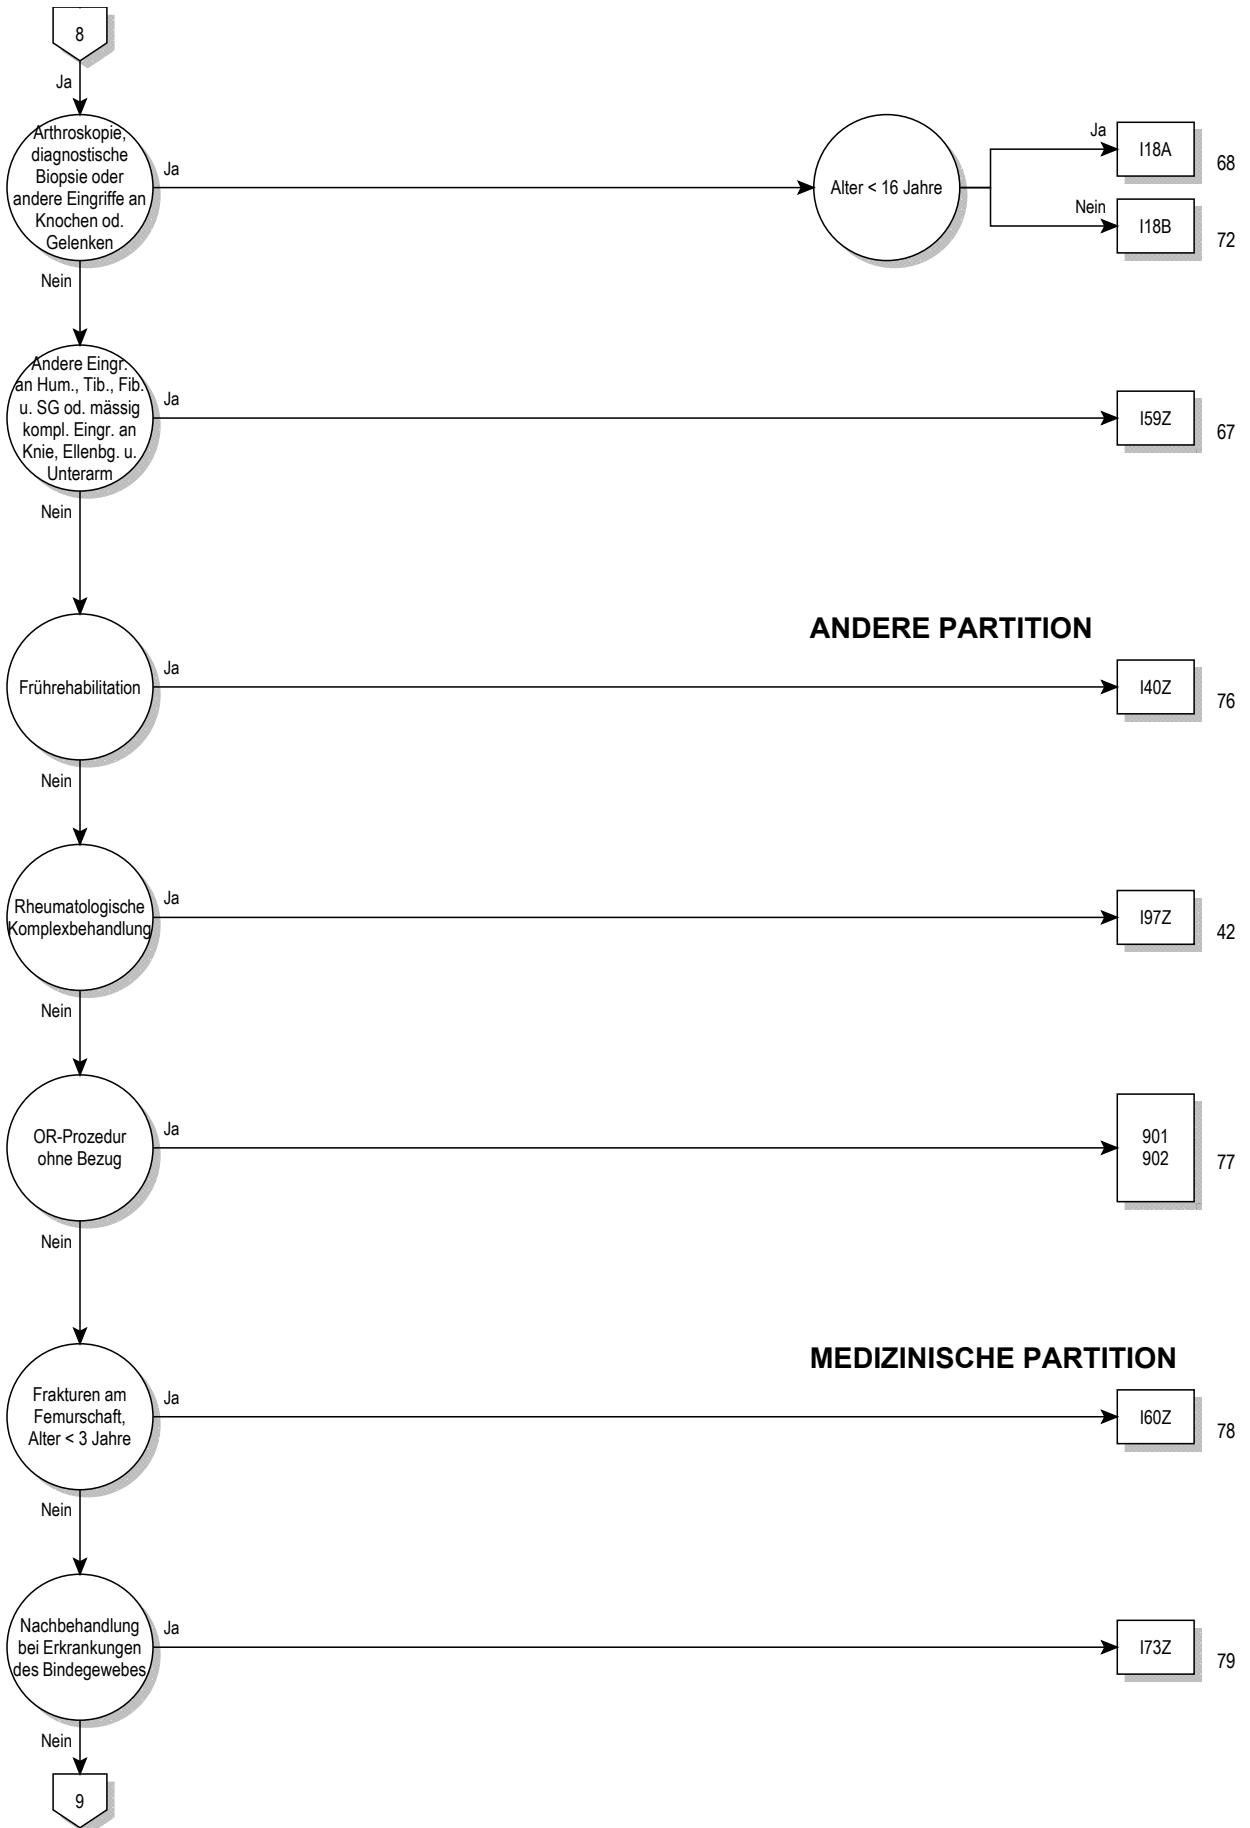 8
Ja
Arthroskopie,
diagnostische
Biopsie oder
andere Eingriffe an
Knochen od.
Gelenken
Ja
Alter < 16 Jahre
Ja
I18A
68
Nein
I18B
72
Nein
Andere Eingr.
an Hum., Tib., Fib.
u. SG od. mässig
kompl. Eingr. an
Knie, Ellenbg. u.
Unterarm
Ja
I59Z
67
Nein
ANDERE PARTITION
Frührehabilitation
Ja
I40Z
76
Nein
Rheumatologische
Komplexbehandlung
Ja
I97Z
42
Nein
OR-Prozedur
ohne Bezug
Ja
901
902
77
Nein
MEDIZINISCHE PARTITION
Frakturen am
Femurschaft,
Alter < 3 Jahre
Ja
I60Z
78
Nein
Nachbehandlung
bei Erkrankungen
des Bindegewebes
Ja
I73Z
79
Nein
9